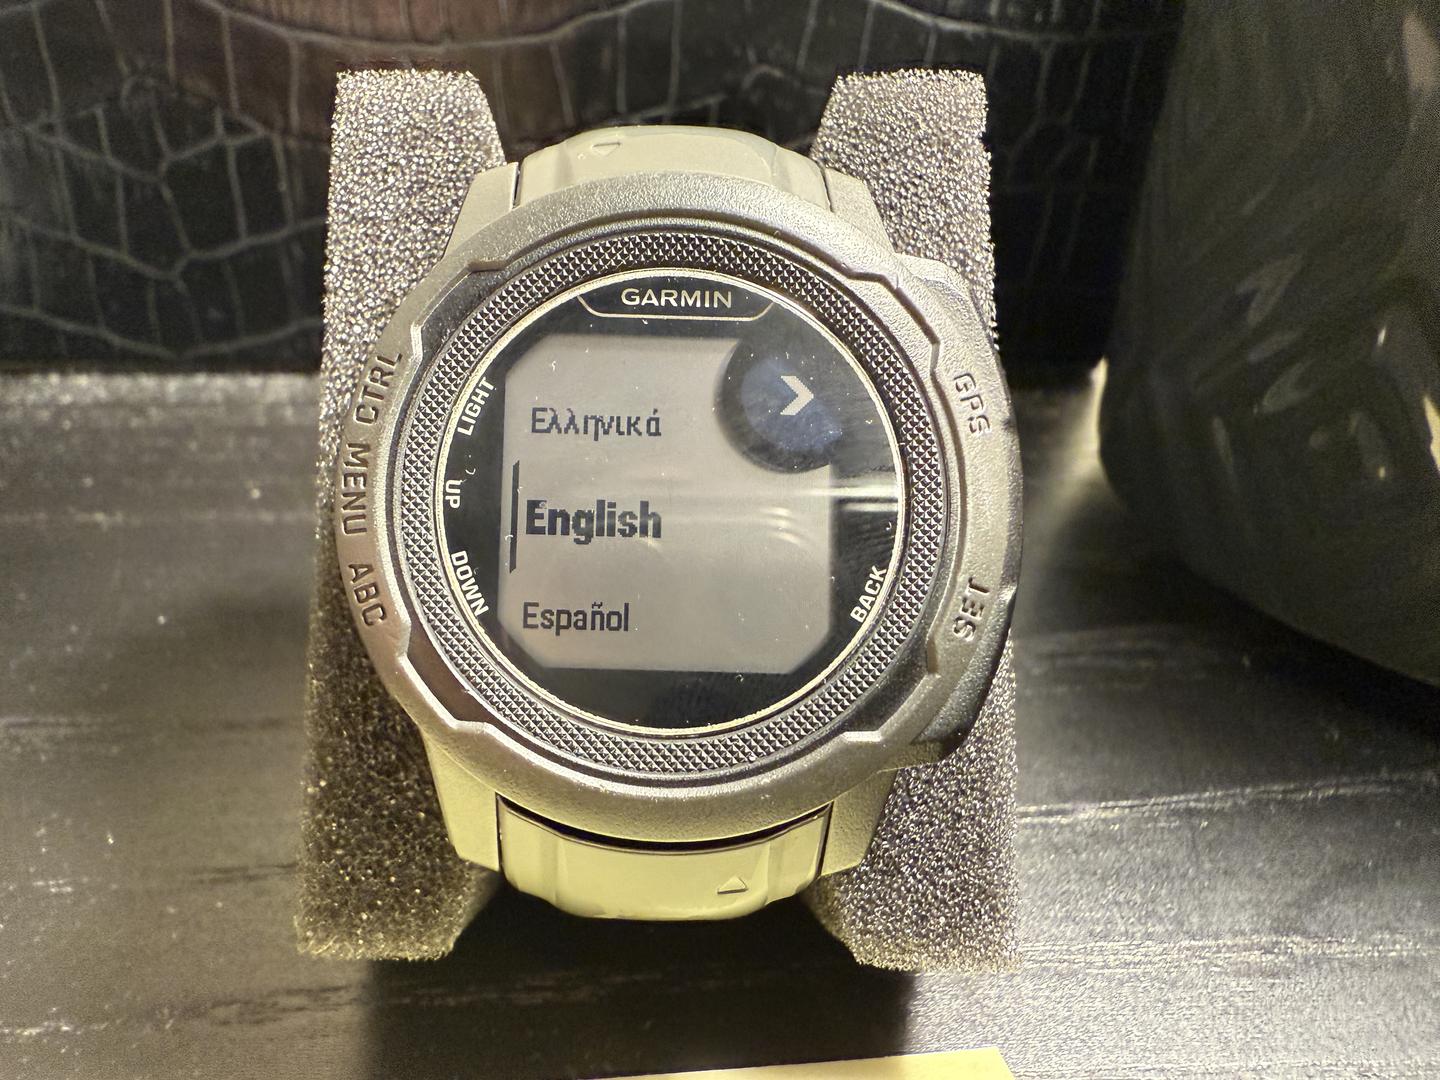 GARMIN
CTRL
LIGHT
GPS
Ελληνικά
MENU
UP
English
ABC
DOWN
Español
BACK
SET